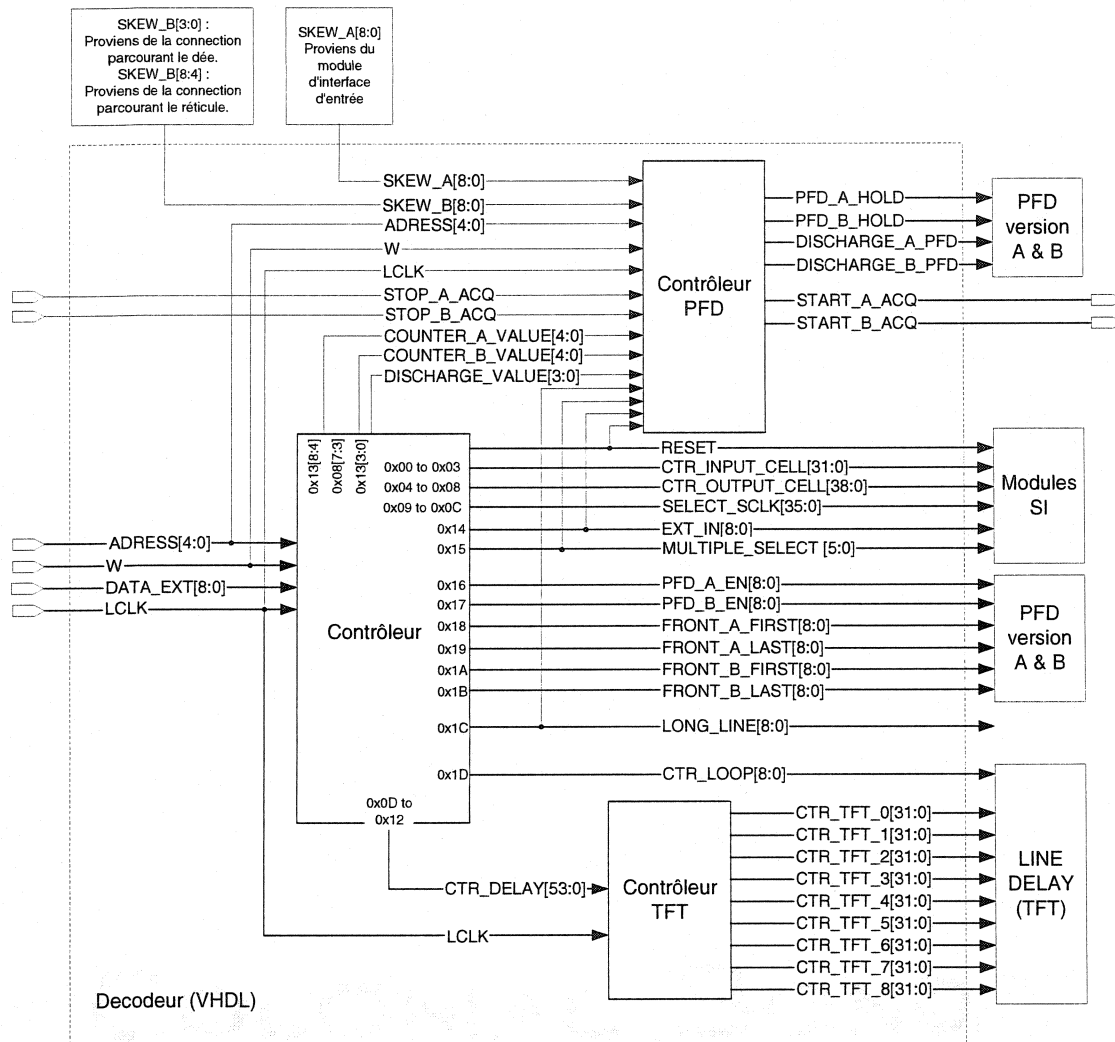 SKEW_B[3:0] :
Proviens de la connection
parcourant le dée.
SKEW_B[8:4] :
Proviens de la connection
parcourant le réticule.
SKEW_A[8:0]
Proviens du
module
d'interface
d'entrée
SKEW_A[8:0]
SKEW_B[8:0]
ADRESS[4:0]
W
LCLK
STOP_A_ACQ
STOP_B_ACQ
COUNTER_A_VALUE[4:0]
COUNTER_B_VALUE[4:0]
DISCHARGE_VALUE[3:0]
Contrôleur
PFD
PFD_A_HOLD
PFD_B_HOLD
DISCHARGE_A_PFD
DISCHARGE_B_PFD
START_A_ACQ
START_B_ACQ
PFD
version
A & B
0x13[8:4]
0x08[7:3]
0x13[3:0]
ADRESS[4:0]
W
DATA_EXT[8:0]
LCLK
Contrôleur
0x00 to 0x03
0x04 to 0x08
0x09 to 0x0C
0x14
0x15
0x16
0x17
0x18
0x19
0x1A
0x1B
0x1C
0x1D
0x0D to
0x12
RESET
CTR_INPUT_CELL[31:0]
CTR_OUTPUT_CELL[38:0]
SELECT_SCLK[35:0]
EXT_IN[8:0]
MULTIPLE_SELECT [5:0]
Modules
SI
PFD_A_EN[8:0]
PFD_B_EN[8:0]
FRONT_A_FIRST[8:0]
FRONT_A_LAST[8:0]
FRONT_B_FIRST[8:0]
FRONT_B_LAST[8:0]
PFD
version
A & B
LONG_LINE[8:0]
CTR_LOOP[8:0]
CTR_DELAY[53:0]
LCLK
Contrôleur
TFT
CTR_TFT_0[31:0]
CTR_TFT_1[31:0]
CTR_TFT_2[31:0]
CTR_TFT_3[31:0]
CTR_TFT_4[31:0]
CTR_TFT_5[31:0]
CTR_TFT_6[31:0]
CTR_TFT_7[31:0]
CTR_TFT_8[31:0]
LINE
DELAY
(TFT)
Decodeur (VHDL)